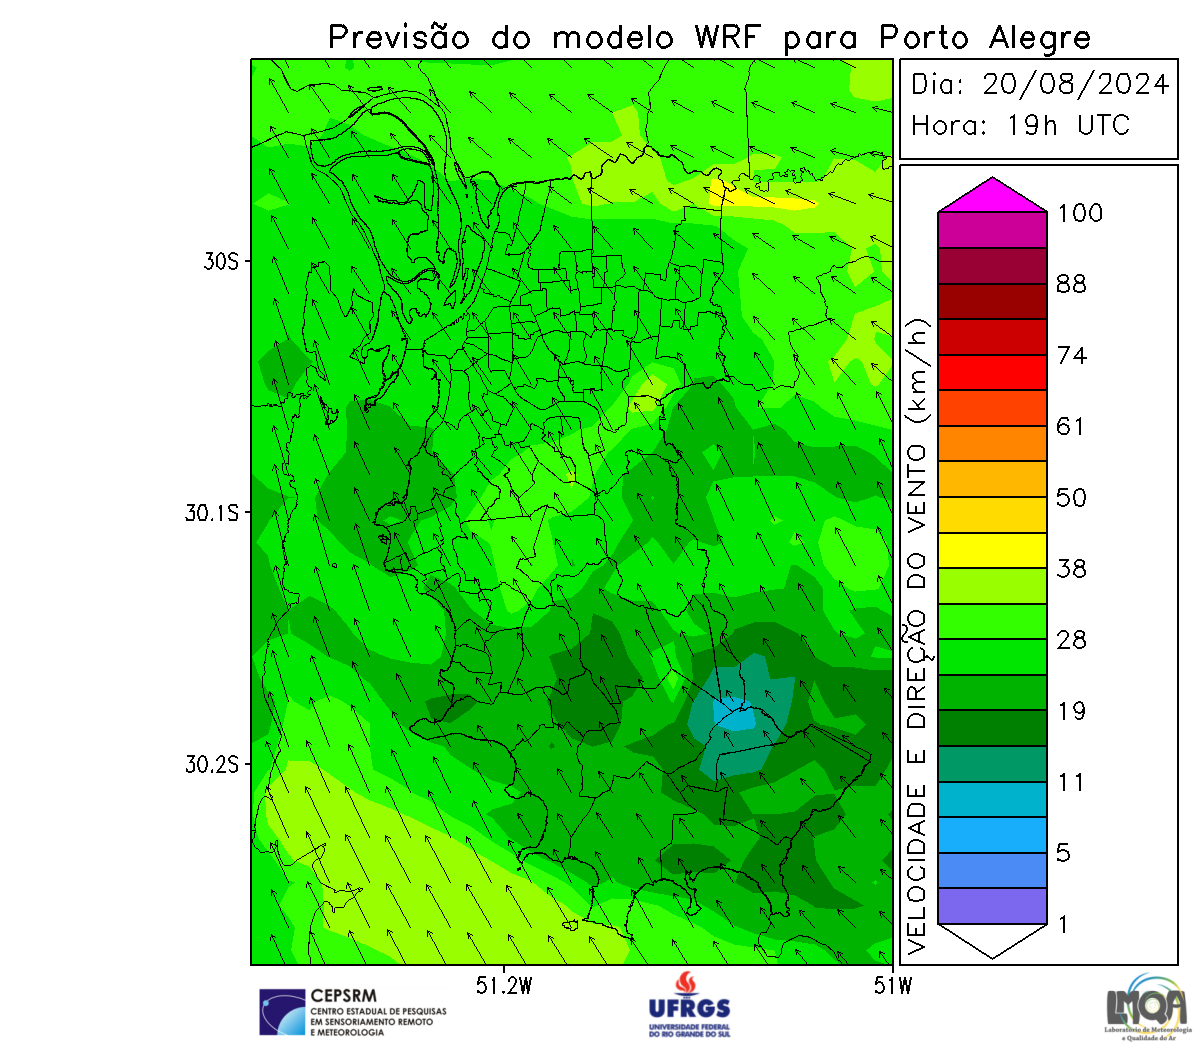 Previsão do modelo WRF para Porto Alegre
Dia: 20/08/2024
Hora: 19h UTC
100
88
74
61
50
38
28
19
11
5
1
VELOCIDADE E DIREÇÃO DO VENTO (km/h)
30S
30.1S
30.2S
51.2W
51W
CEPSRM
CENTRO ESTADUAL DE PESQUISAS
EM SENSORIAMENTO REMOTO
E METEOROLOGIA
UFRGS
UNIVERSIDADE FEDERAL
DO RIO GRANDE DO SUL
LMQA
Laboratório de Meteorologia
e Qualidade do Ar